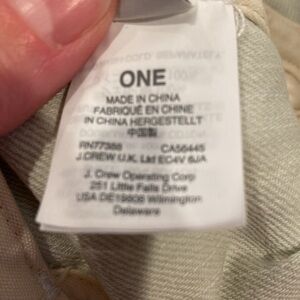 ONE
MADE IN CHINA
FABRIQUÉ EN CHINE
IN CHINA HERGESTELLT
中国製
RN77388 CA56445
J.CREW U.K. Ltd EC4V 6JA
J. Crew Operating Corp
251 Little Falls Drive
USA DE19808 Wilmington
Delaware